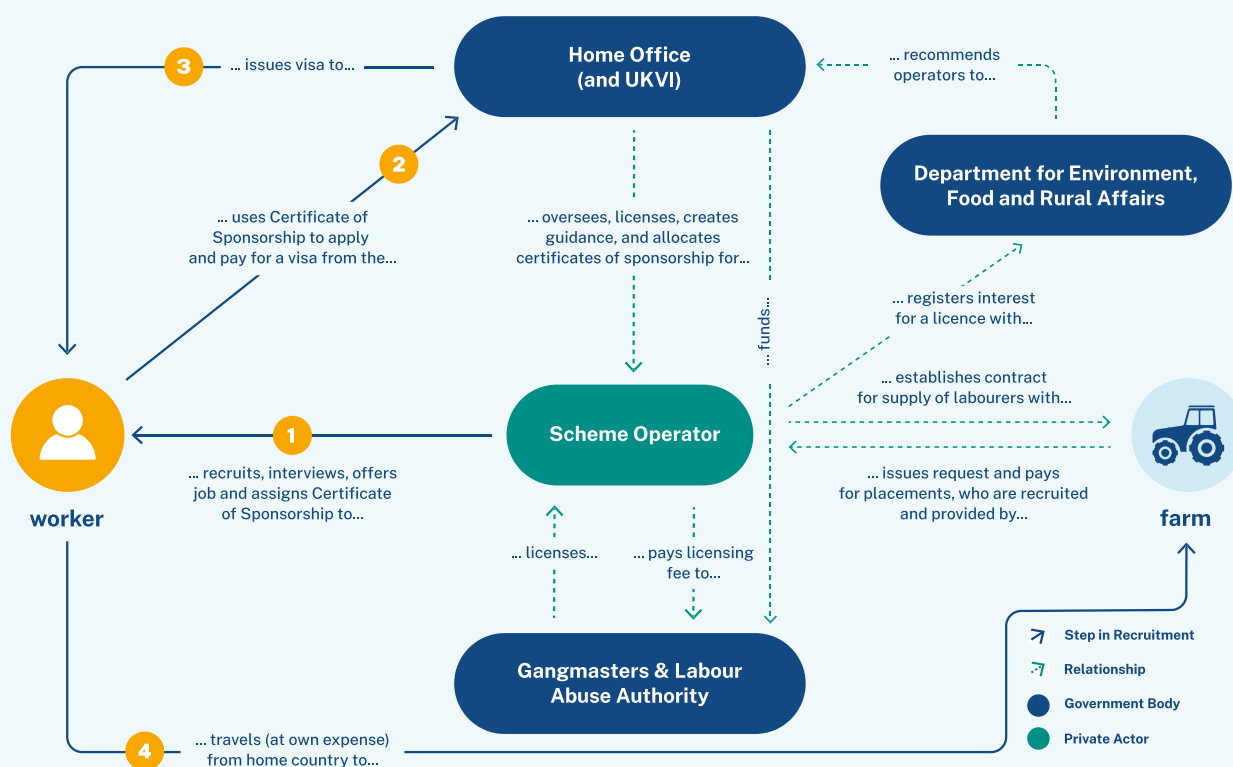 Home Office
(and UKVI)
3
... issues visa to...
... recommends
operators to...
2
Department for Environment,
Food and Rural Affairs
... uses Certificate of
Sponsorship to apply
and pay for a visa from the...
... oversees, licenses, creates
guidance, and allocates
certificates of sponsorship for...
... funds...
... registers interest
for a licence with...
... establishes contract
for supply of labourers with...
1
Scheme Operator
... recruits, interviews, offers
job and assigns Certificate
of Sponsorship to...
... issues request and pays
for placements, who are recruited
and provided by...
worker
farm
... licenses...
... pays licensing
fee to...
Gangmasters & Labour
Abuse Authority
Step in Recruitment
Relationship
Government Body
Private Actor
4
... travels (at own expense)
from home country to...